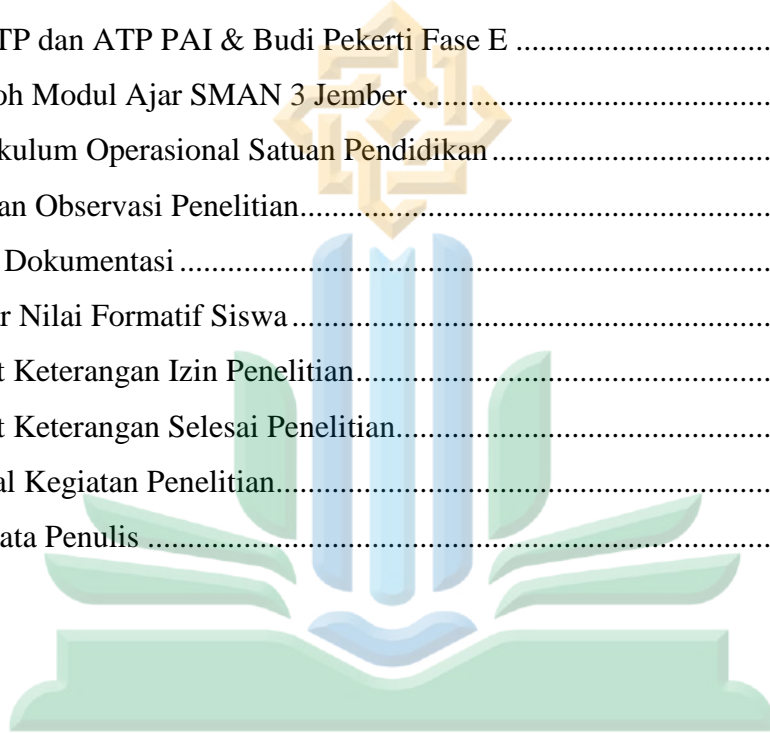 TP dan ATP PAI & Budi Pekerti Fase E ................................
oh Modul Ajar SMAN 3 Jember ................................
kulum Operasional Satuan Pendidikan ................................
an Observasi Penelitian ................................
Dokumentasi ................................
r Nilai Formatif Siswa ................................
t Keterangan Izin Penelitian ................................
t Keterangan Selesai Penelitian ................................
al Kegiatan Penelitian ................................
ata Penulis ................................